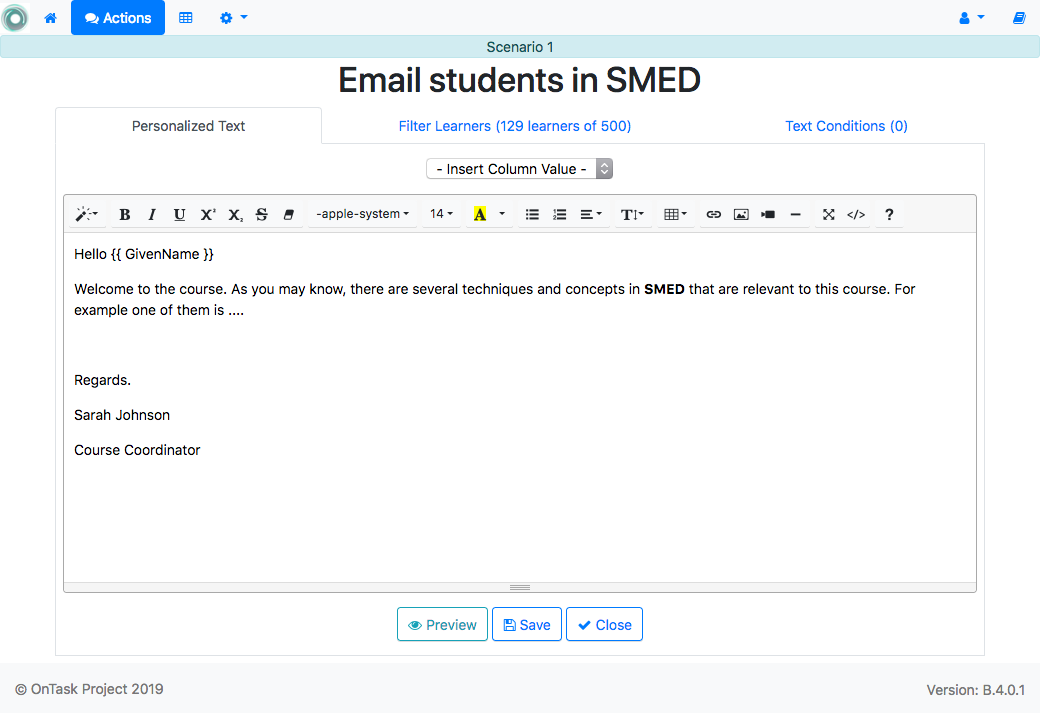 Actions
Scenario 1
Email students in SMED
Personalized Text
Filter Learners (129 learners of 500)
Text Conditions (0)
- Insert Column Value -
B I U X² X₂ S -apple-system 14 A T </> ?
Hello {{ GivenName }}
Welcome to the course. As you may know, there are several techniques and concepts in SMED that are relevant to this course. For
example one of them is ....
Regards.
Sarah Johnson
Course Coordinator
Preview Save Close
© OnTask Project 2019
Version: B.4.0.1